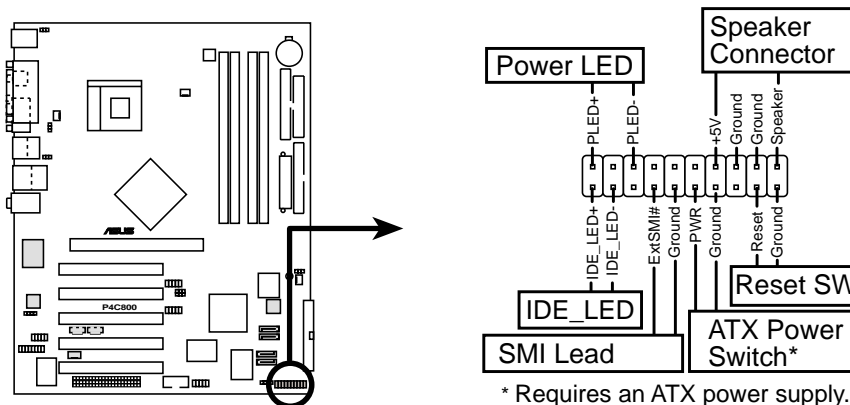 Speaker
Connector
Power LED
PLED+
PLED-
+5V
Ground
Ground
Speaker
IDE_LED+
IDE_LED-
ExtSMI#
Ground
PWR
Ground
Reset
Ground
Reset SW
IDE_LED
ATX Power
Switch*
SMI Lead
* Requires an ATX power supply.
ASUS
P4C800